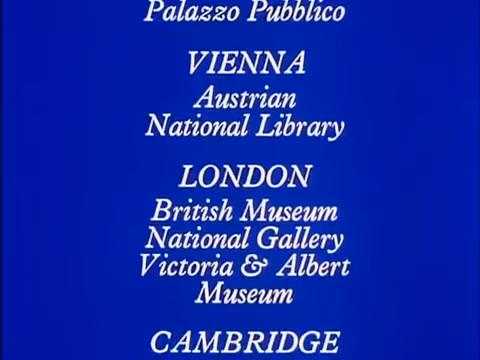 Palazzo Pubblico
VIENNA
Austrian
National Library
LONDON
British Museum
National Gallery
Victoria & Albert
Museum
CAMBRIDGE